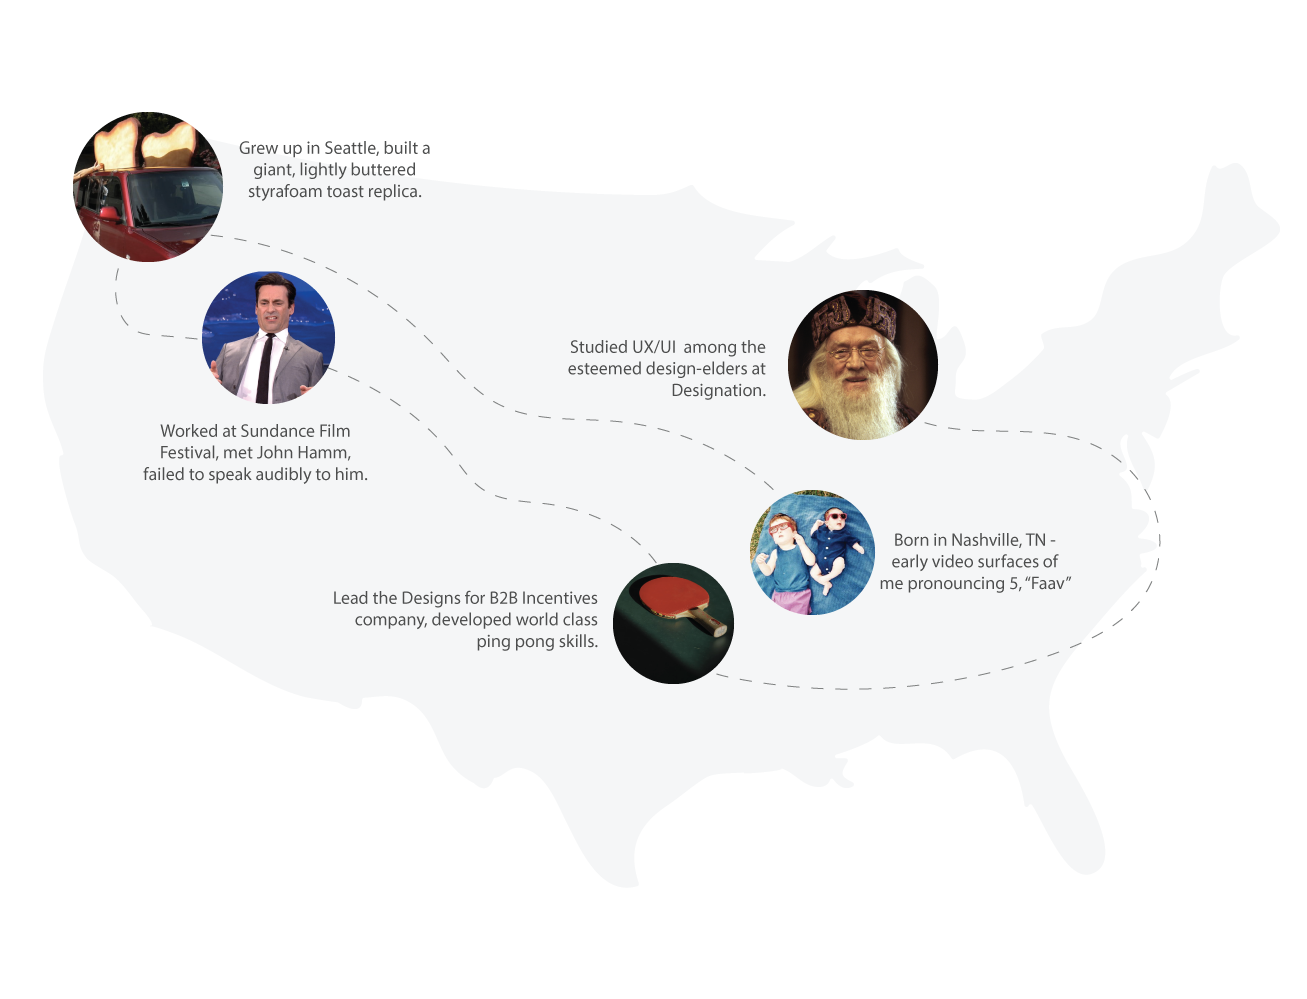 Grew up in Seattle, built a
giant, lightly buttered
styrafoam toast replica.
Worked at Sundance Film
Festival, met John Hamm,
failed to speak audibly to him.
Studied UX/UI  among the
esteemed design-elders at
Designation.
Born in Nashville, TN -
early video surfaces of
me pronouncing 5, “Faav”
Lead the Designs for B2B Incentives
company, developed world class
ping pong skills.